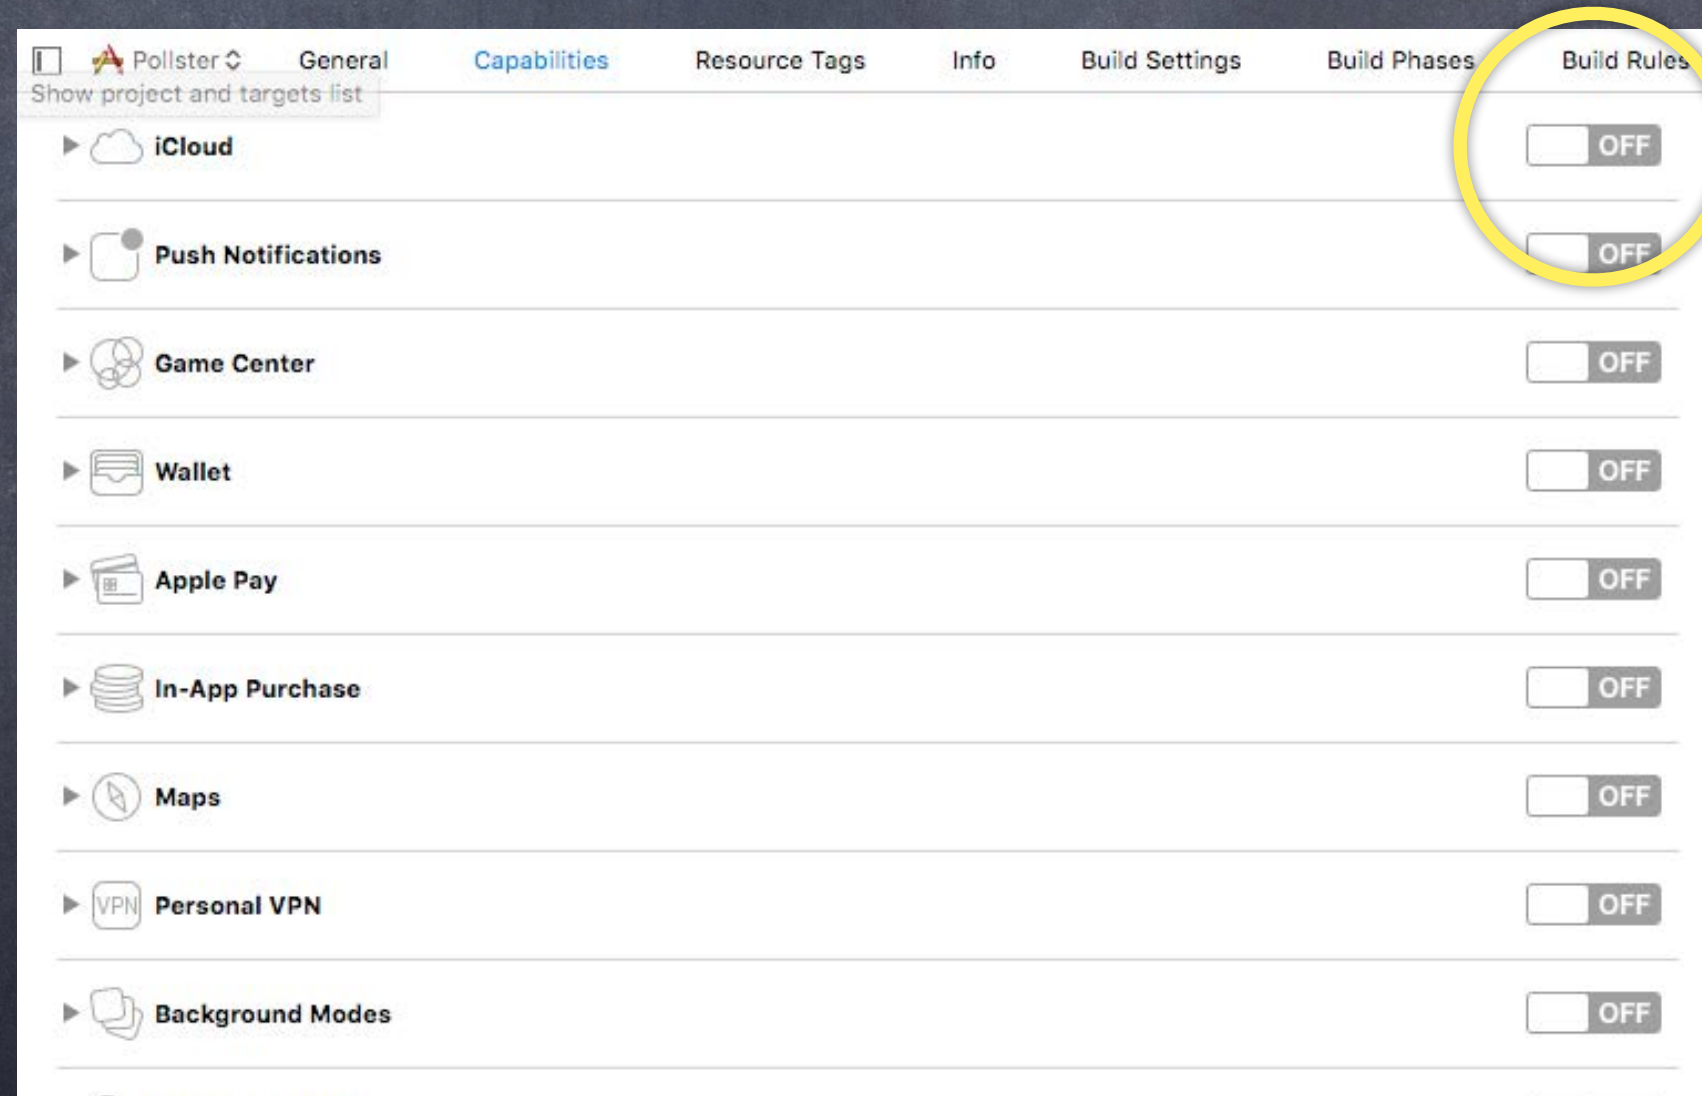 Pollster General Capabilities Resource Tags Info Build Settings Build Phases Build Rules
Show project and targets list
iCloud OFF
Push Notifications OFF
Game Center OFF
Wallet OFF
Apple Pay OFF
In-App Purchase OFF
Maps OFF
VPN Personal VPN OFF
Background Modes OFF